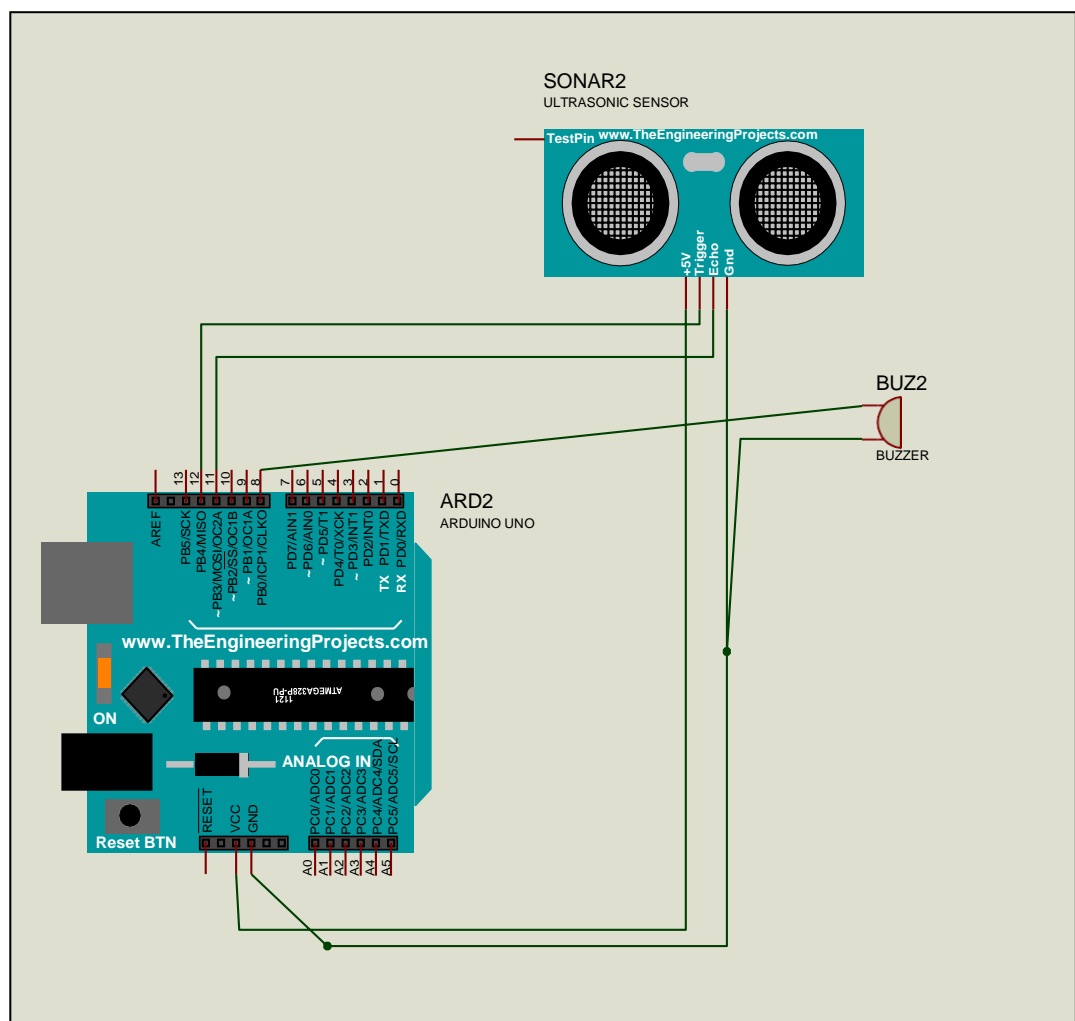 SONAR2
ULTRASONIC SENSOR
TestPin www.TheEngineeringProjects.com
+5V
Trigger
Echo
Gnd
BUZ2
BUZZER
13
12
11
10
9
8
7
6
5
4
3
2
1
0
ARD2
ARDUINO UNO
AREF
PB5/SCK
PB4/MISO
~PB3/MOSI/OC2A
~PB2/SS/OC1B
~PB1/OC1A
PB0/ICP1/CLKO
PD7/AIN1
~PD6/AIN0
~PD5/T1
PD4/T0/XCK
~PD3/INT1
PD2/INT0
TX PD1/TXD
RX PD0/RXD
www.TheEngineeringProjects.com
ATMEGA328P-PU
1121
ON
ANALOG IN
RESET
VCC
GND
PC0/ADC0
PC1/ADC1
PC2/ADC2
PC3/ADC3
PC4/ADC4/SDA
PC5/ADC5/SCL
Reset BTN
A0
A1
A2
A3
A4
A5